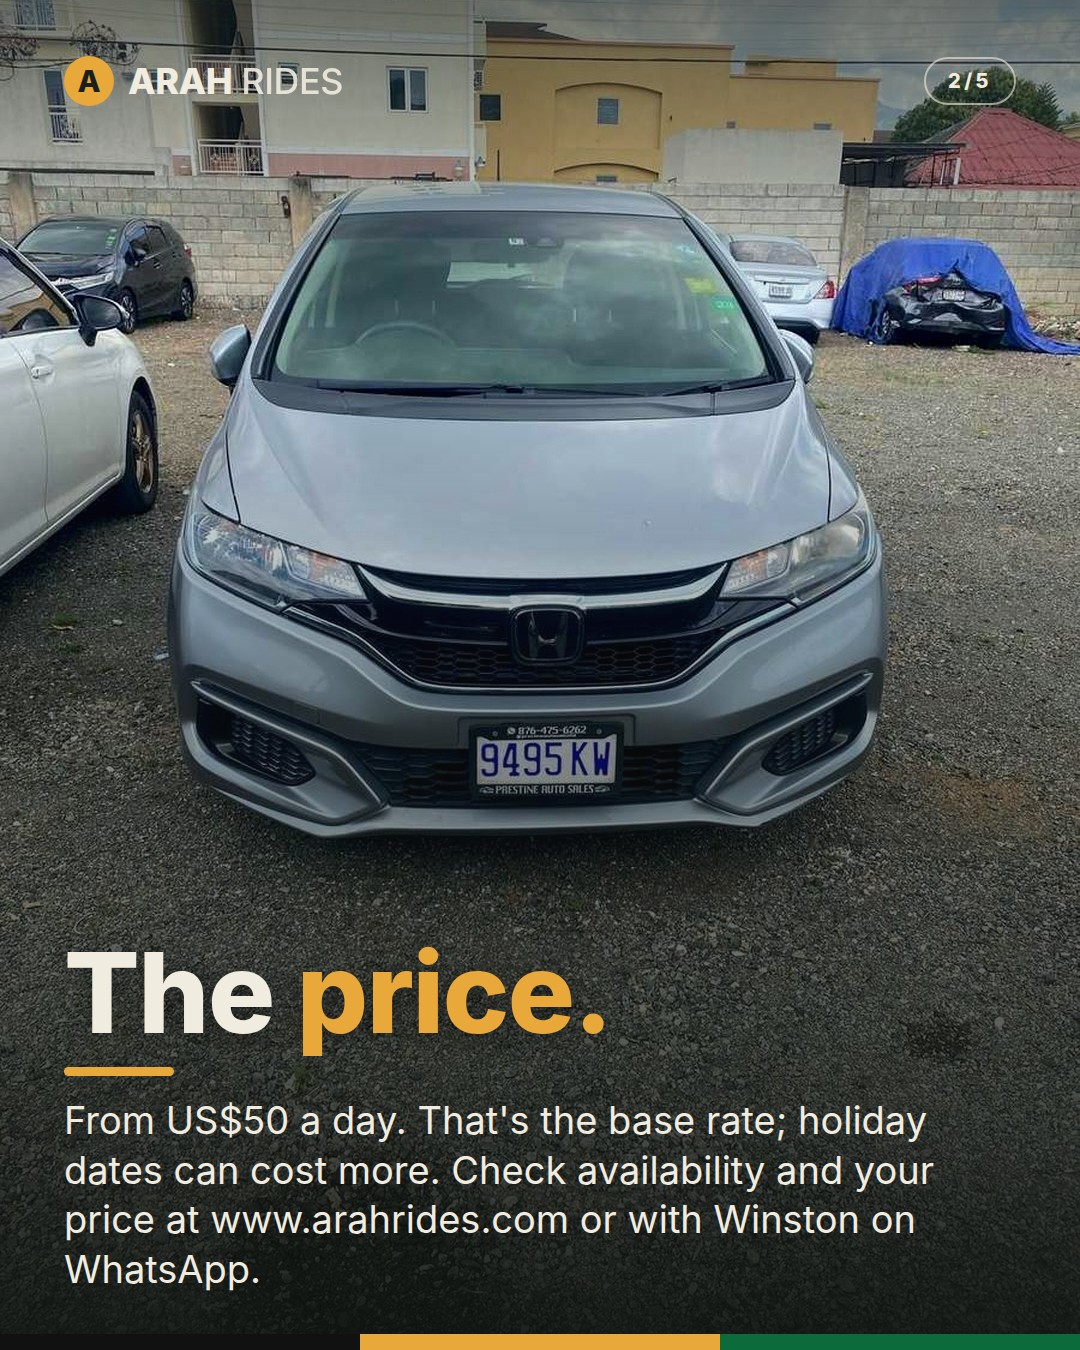 A ARAH RIDES
2/5
876-475-6262
9495 KW
PRESTINE AUTO SALES
The price.
From US$50 a day. That's the base rate; holiday
dates can cost more. Check availability and your
price at www.arahrides.com or with Winston on
WhatsApp.